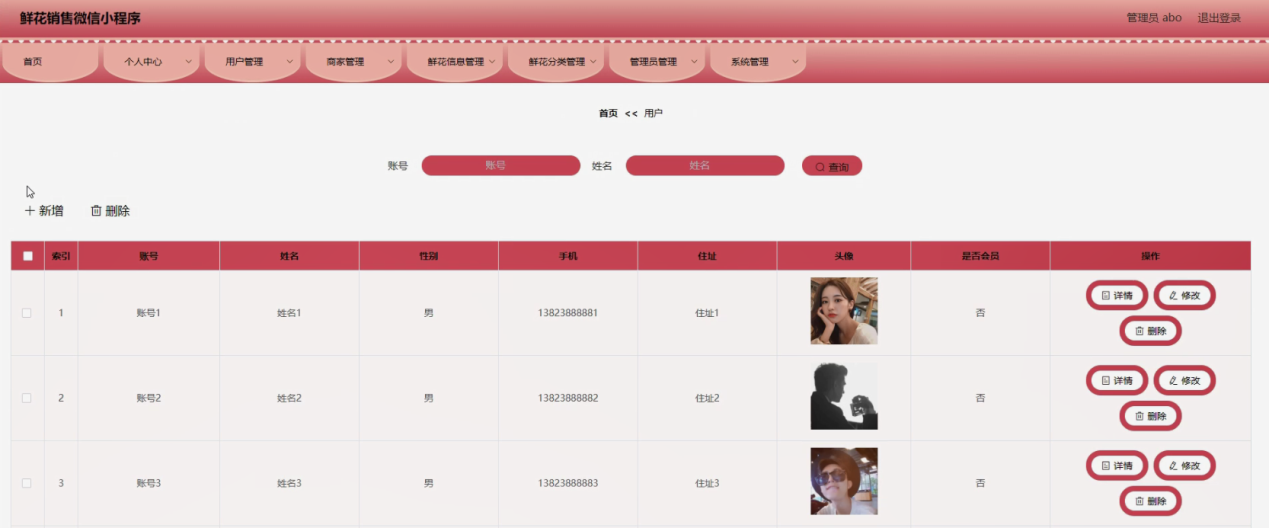 鲜花销售微信小程序
管理员 abo 退出登录
首页 个人中心 用户管理 商家管理 鲜花信息管理 鲜花分类管理 管理员管理 系统管理
首页 << 用户
账号 账号 姓名 姓名 查询
新增 删除
索引 账号 姓名 性别 手机 住址 头像 是否会员 操作
1 账号1 姓名1 男 13823888881 住址1 否 详情 修改
删除
2 账号2 姓名2 男 13823888882 住址2 否 详情 修改
删除
3 账号3 姓名3 男 13823888883 住址3 否 详情 修改
删除